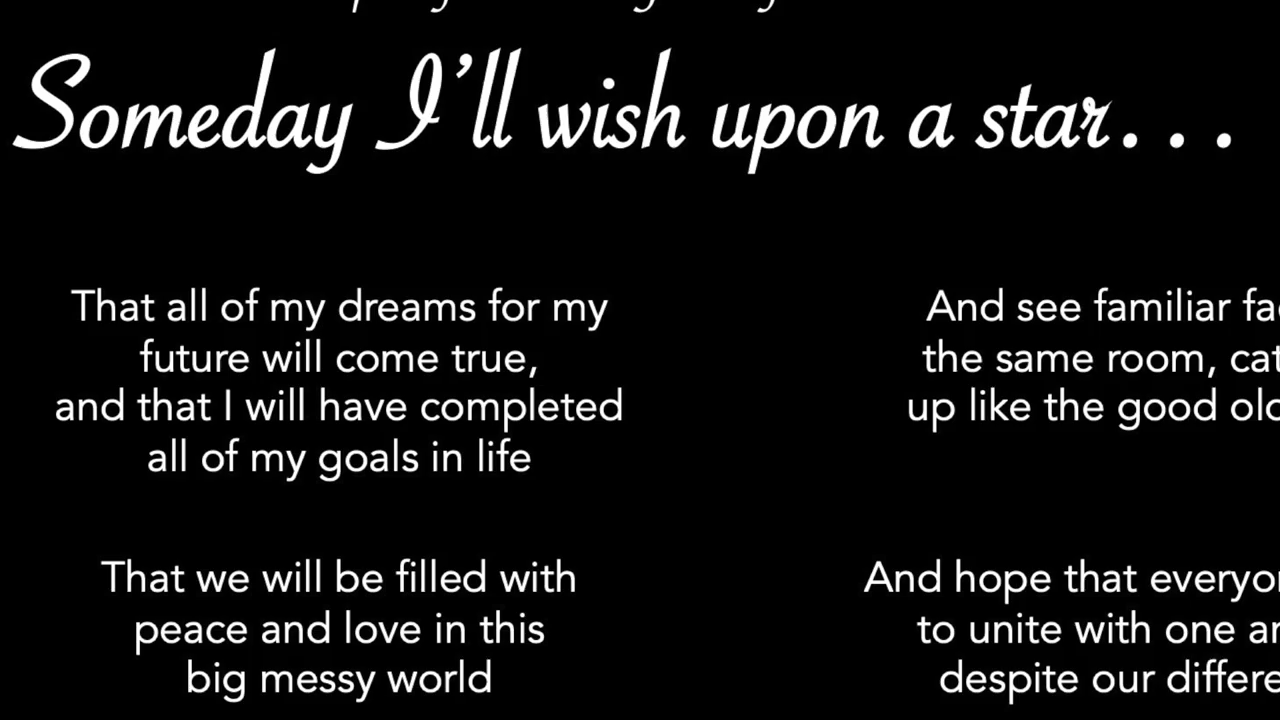 Someday I'll wish upon a star...
That all of my dreams for my
future will come true,
and that I will have completed
all of my goals in life
That we will be filled with
peace and love in this
big messy world
And see familiar
the same room,
up like the good
And hope that
to unite with one
despite our